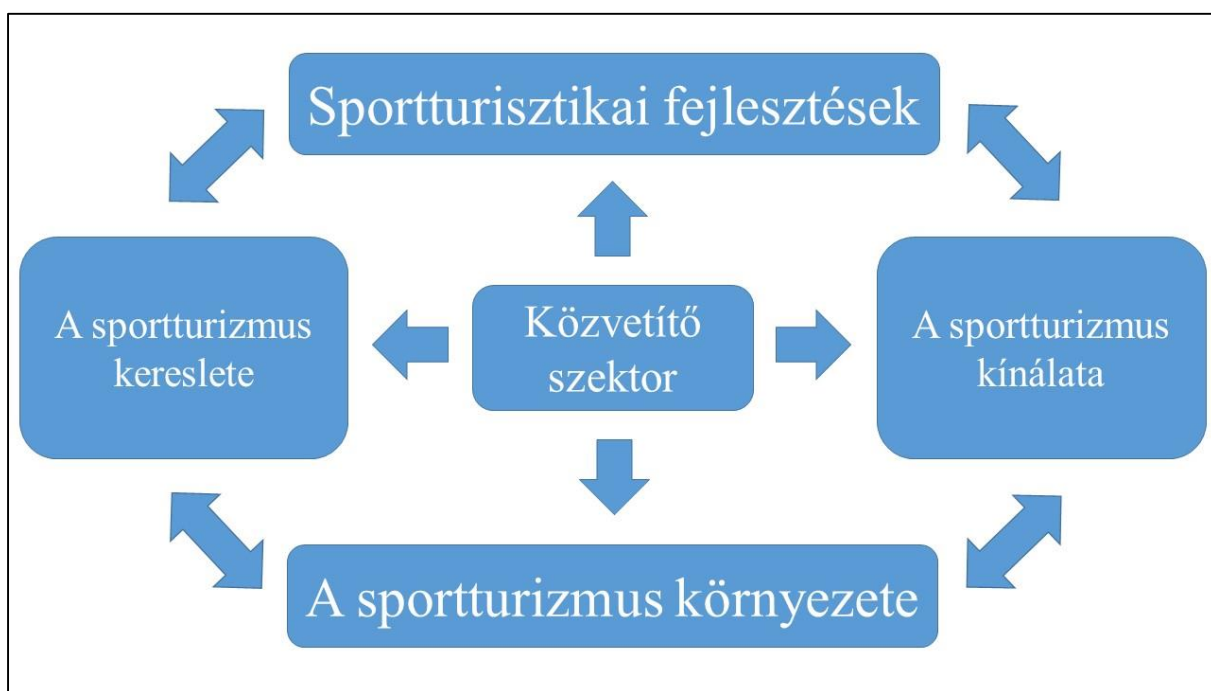 Sportturisztikai fejlesztések
A sportturizmus
kereslete
Közvetítő
szektor
A sportturizmus
kínálata
A sportturizmus környezete